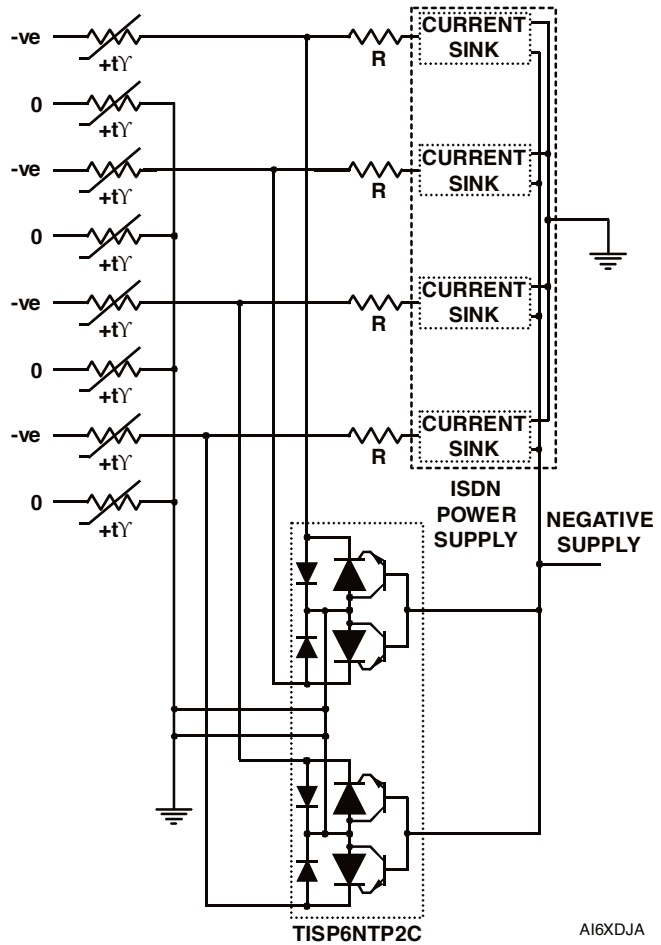 -ve
+tϒ
R
CURRENT
SINK
0
+tϒ
-ve
+tϒ
R
CURRENT
SINK
0
+tϒ
-ve
+tϒ
R
CURRENT
SINK
0
+tϒ
-ve
+tϒ
R
CURRENT
SINK
0
+tϒ
ISDN
POWER
SUPPLY
NEGATIVE
SUPPLY
TISP6NTP2C
AI6XDJA